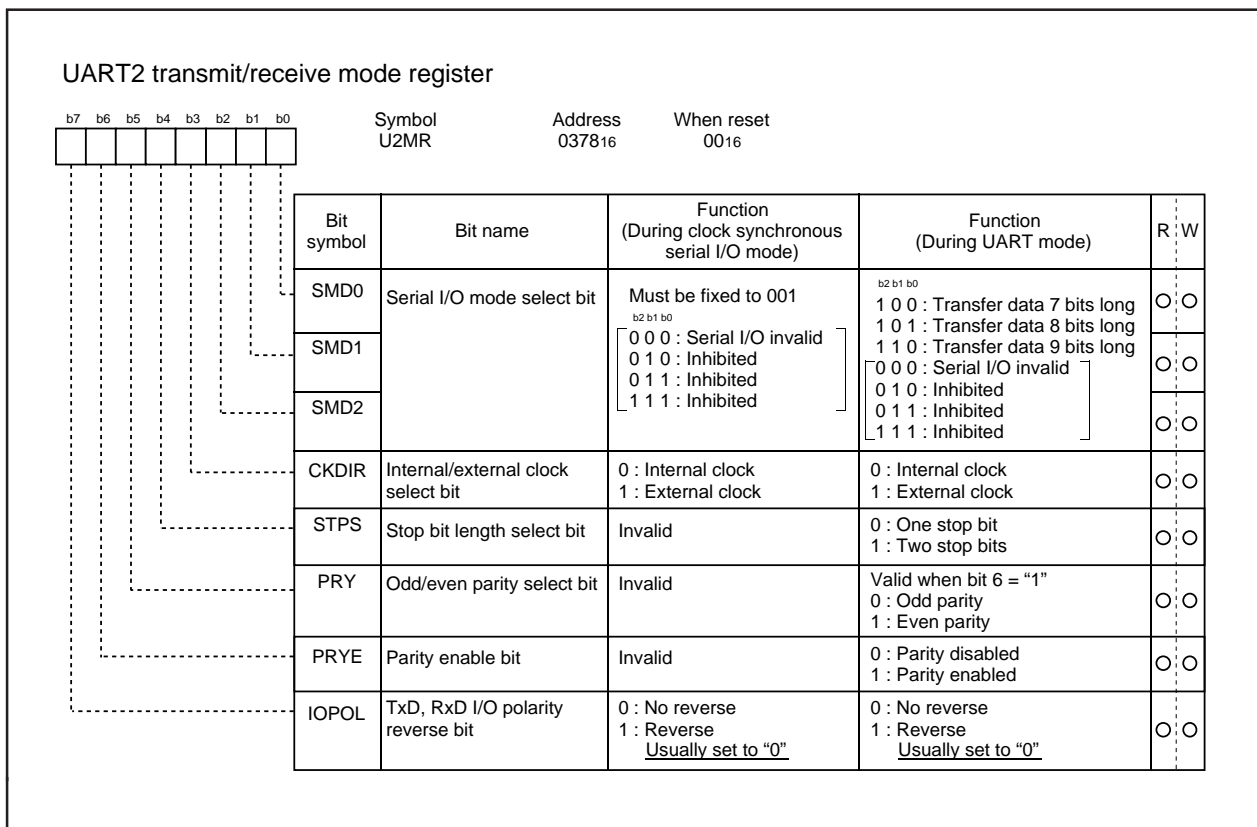 UART2 transmit/receive mode register
b7 b6 b5 b4 b3 b2 b1 b0
Symbol Address When reset
U2MR 037816 0016
Bit symbol Bit name Function (During clock synchronous serial I/O mode) Function (During UART mode) R W
SMD0 Serial I/O mode select bit
SMD1
SMD2
Must be fixed to 001
b2 b1 b0
0 0 0 : Serial I/O invalid
0 1 0 : Inhibited
0 1 1 : Inhibited
1 1 1 : Inhibited
b2 b1 b0
1 0 0 : Transfer data 7 bits long
1 0 1 : Transfer data 8 bits long
1 1 0 : Transfer data 9 bits long
0 0 0 : Serial I/O invalid
0 1 0 : Inhibited
0 1 1 : Inhibited
1 1 1 : Inhibited
CKDIR
Internal/external clock
select bit
0 : Internal clock
1 : External clock
0 : Internal clock
1 : External clock
STPS
Stop bit length select bit
Invalid
0 : One stop bit
1 : Two stop bits
PRY
Odd/even parity select bit
Invalid
Valid when bit 6 = “1”
0 : Odd parity
1 : Even parity
PRYE
Parity enable bit
Invalid
0 : Parity disabled
1 : Parity enabled
IOPOL
TxD, RxD I/O polarity
reverse bit
0 : No reverse
1 : Reverse
Usually set to “0”
0 : No reverse
1 : Reverse
Usually set to “0”